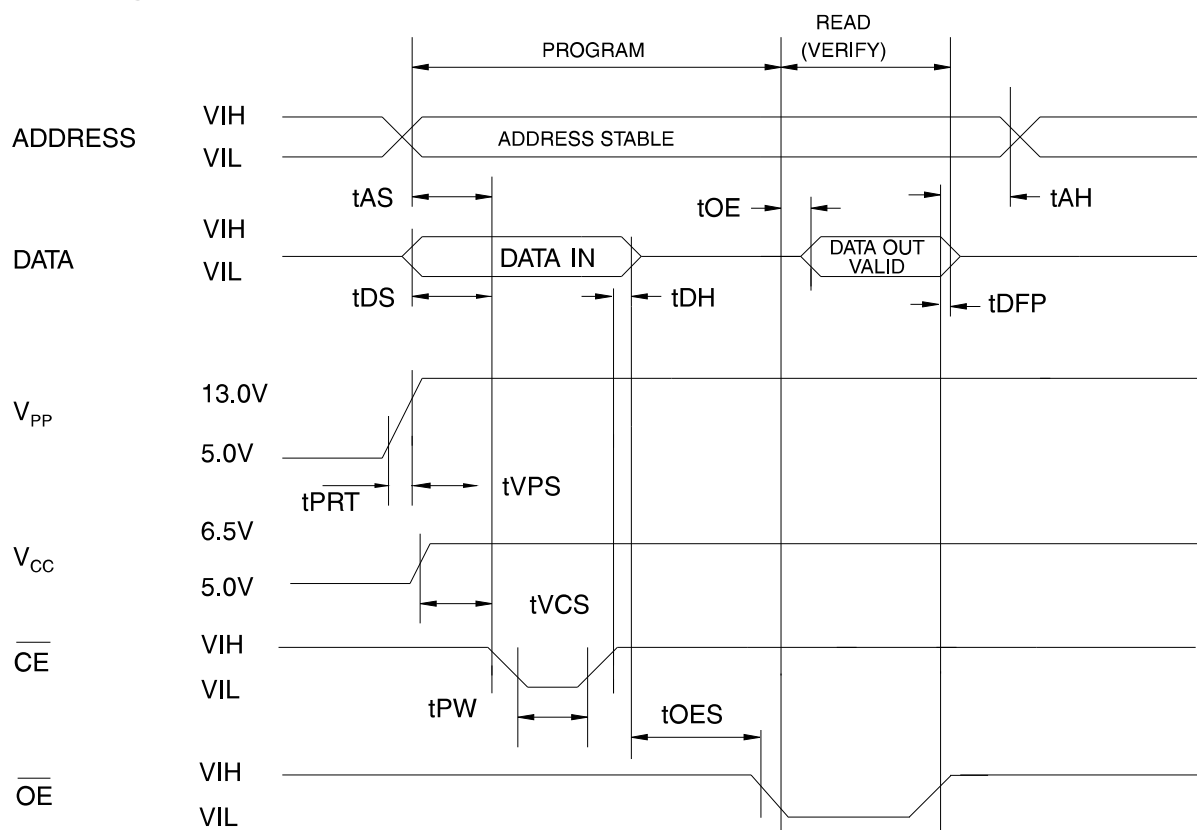 READ
PROGRAM (VERIFY)
ADDRESS VIH
VIL
ADDRESS STABLE
tAS tOE tAH
DATA VIH
VIL
DATA IN DATA OUT
VALID
tDS tDH tDFP
VPP 13.0V
5.0V
tPRT tVPS
VCC 6.5V
5.0V
tVCS
CE VIH
VIL
tPW tOES
OE VIH
VIL